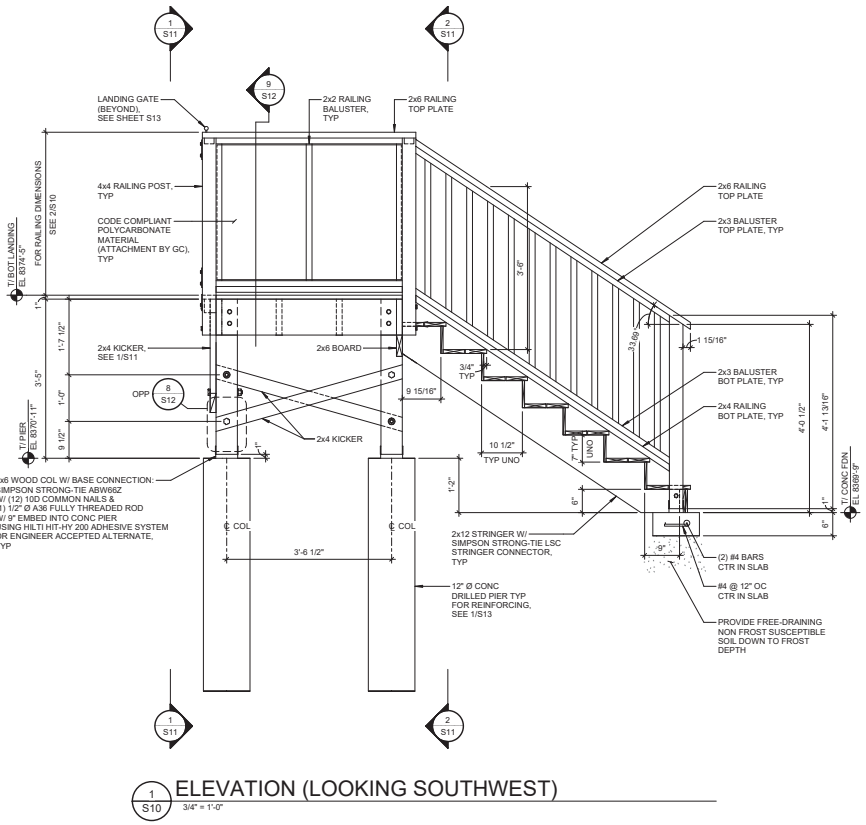 1
S11
2
S11
9
S12
LANDING GATE
(BEYOND),
SEE SHEET S13
2x2 RAILING
BALUSTER,
TYP
2x6 RAILING
TOP PLATE
4x4 RAILING POST,
TYP
CODE COMPLIANT
POLYCARBONATE
MATERIAL
(ATTACHMENT BY GC),
TYP
FOR RAILING DIMENSIONS
SEE 2/S10
T/ BOT LANDING
EL 8374'-5"
1"
1'-7 1/2"
3'-5"
1'-0"
9 1/2"
T/ PIER
EL 8370'-11"
2x4 KICKER,
SEE 1/S11
2x6 BOARD
OPP
8
S12
2x4 KICKER
1"
x6 WOOD COL W/ BASE CONNECTION:
SIMPSON STRONG-TIE ABW66Z
W/ (12) 10D COMMON NAILS &
1) 1/2" Ø A36 FULLY THREADED ROD
W/ 9" EMBED INTO CONC PIER
USING HILTI HIT-HY 200 ADHESIVE SYSTEM
OR ENGINEER ACCEPTED ALTERNATE,
TYP
℄ COL
℄ COL
3'-6 1/2"
12" Ø CONC
DRILLED PIER TYP
FOR REINFORCING,
SEE 1/S13
2x6 RAILING
TOP PLATE
2x3 BALUSTER
TOP PLATE, TYP
3'-6"
33.69
1 15/16"
3/4"
TYP
9 15/16"
10 1/2"
TYP UNO
7" TYP
UNO
2x3 BALUSTER
BOT PLATE, TYP
2x4 RAILING
BOT PLATE, TYP
4'-0 1/2"
4'-1 13/16"
1'-2"
6"
1"
6"
T/ CONC FDN
EL 8369'-9"
2x12 STRINGER W/
SIMPSON STRONG-TIE LSC
STRINGER CONNECTOR,
TYP
9"
(2) #4 BARS
CTR IN SLAB
#4 @ 12" OC
CTR IN SLAB
PROVIDE FREE-DRAINING
NON FROST SUSCEPTIBLE
SOIL DOWN TO FROST
DEPTH
1
S11
2
S11
1
S10
ELEVATION (LOOKING SOUTHWEST)
3/4" = 1'-0"